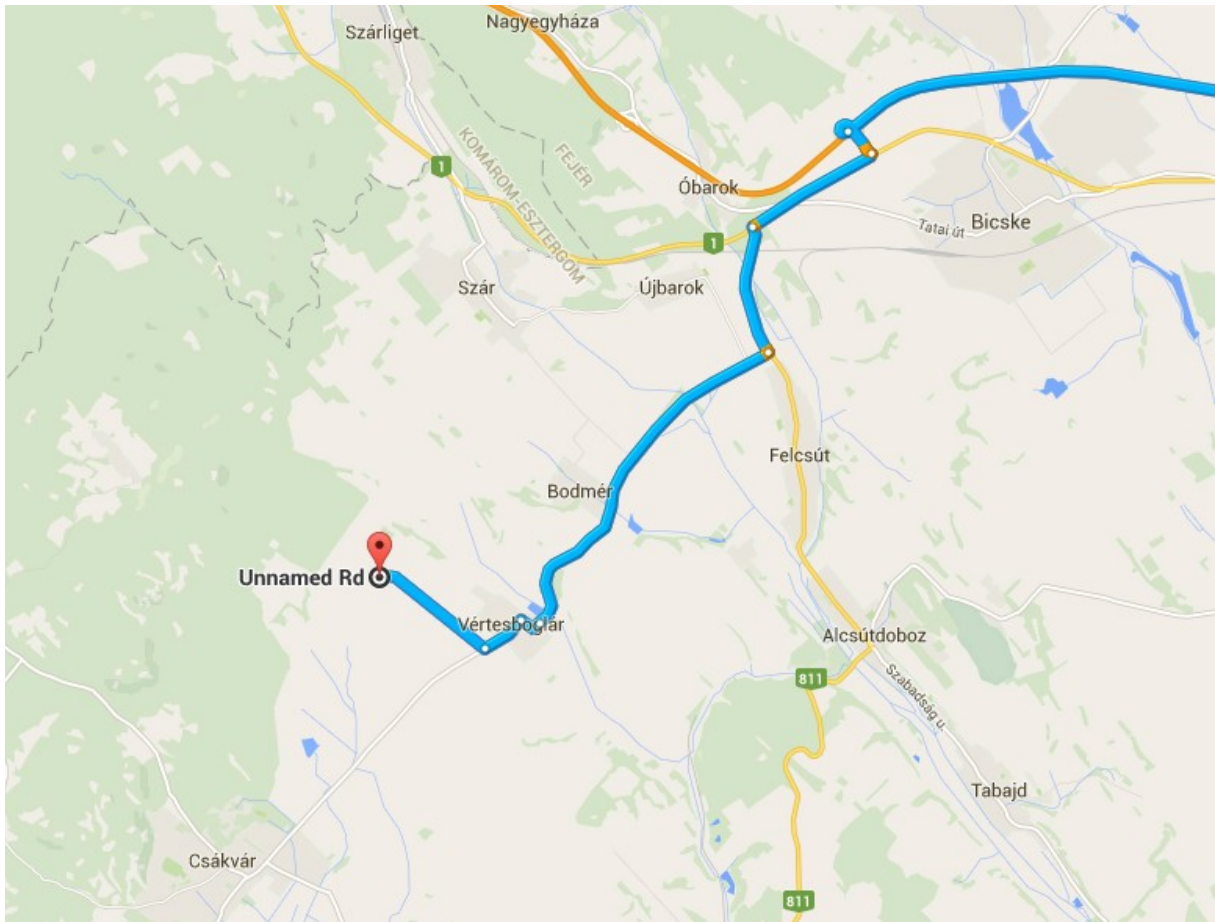 Nagyegyháza
Szárliget
KOMÁROM-ESZTERGOM
FEJÉR
1
Óbarok
Bicske
Tatai út
1
Szár
Újbarok
Felcsút
Bodmér
Unnamed Rd
Vértesboglár
Alcsútdoboz
811
Szabadság u.
Tabajd
Csákvár
811